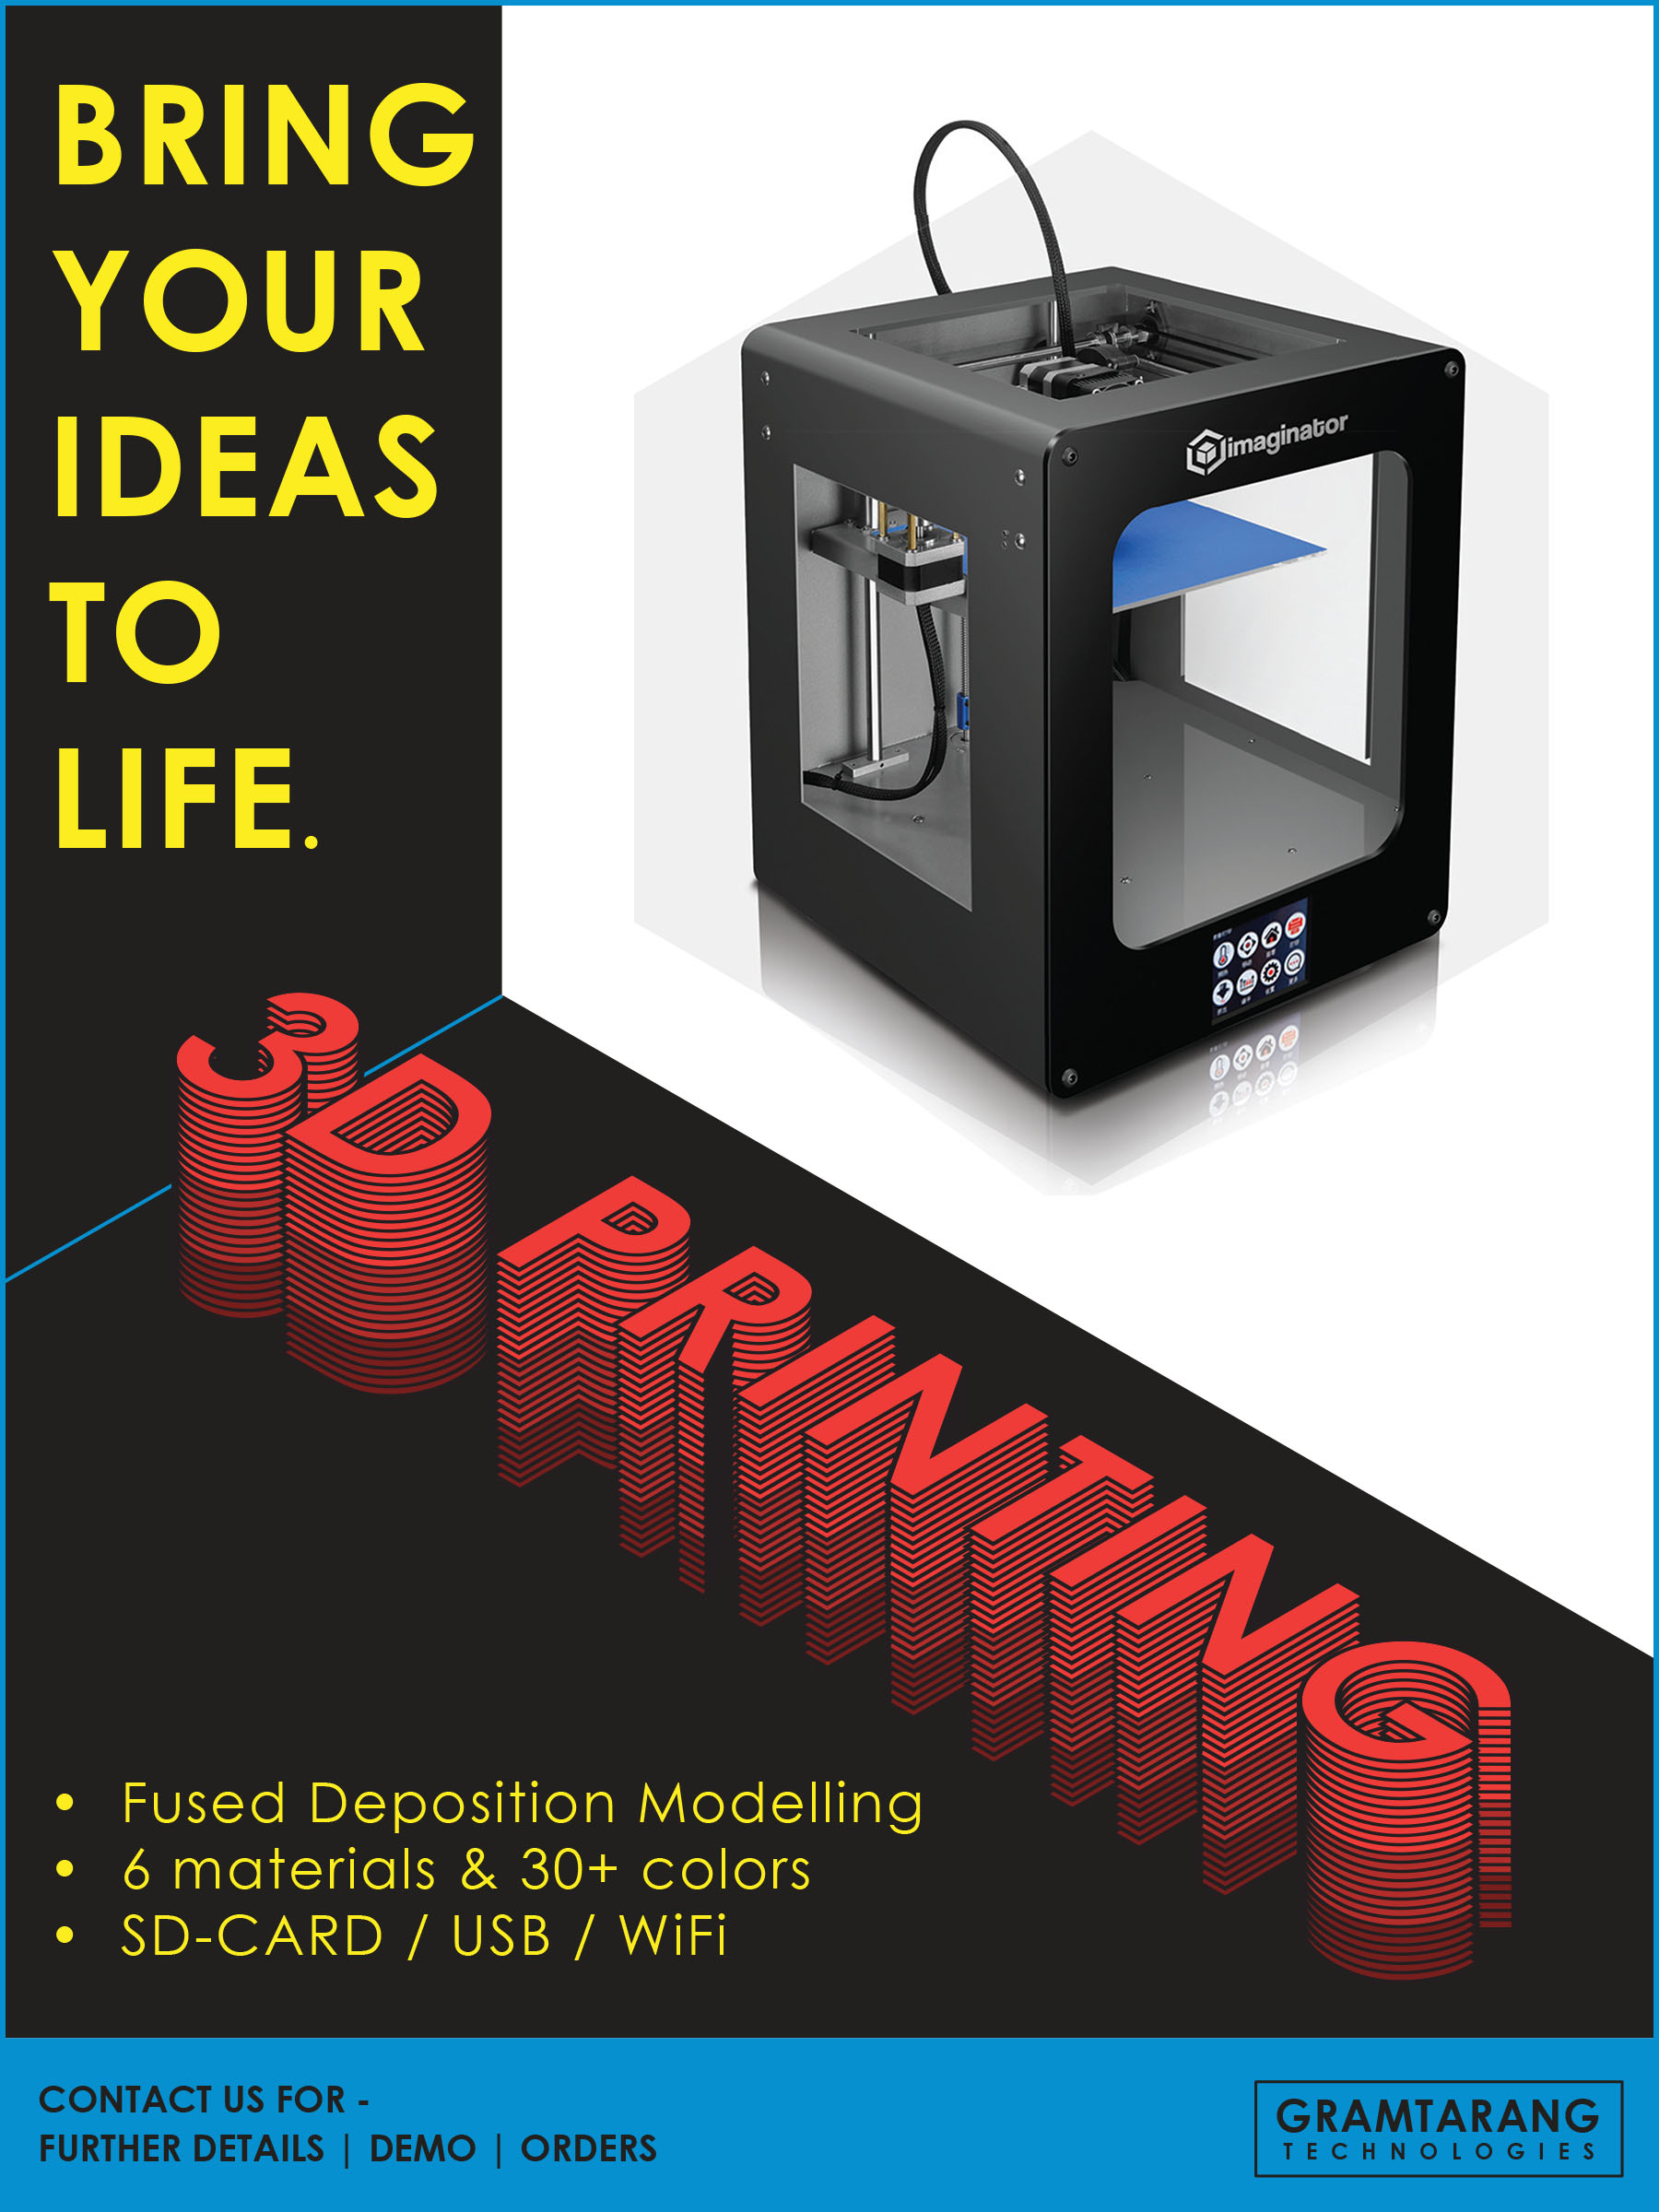 BRING
YOUR
IDEAS
TO
LIFE.
imaginator
3D PRINTING
• Fused Deposition Modelling
• 6 materials & 30+ colors
• SD-CARD / USB / WiFi
CONTACT US FOR -
FURTHER DETAILS | DEMO | ORDERS
GRAMTARANG
TECHNOLOGIES